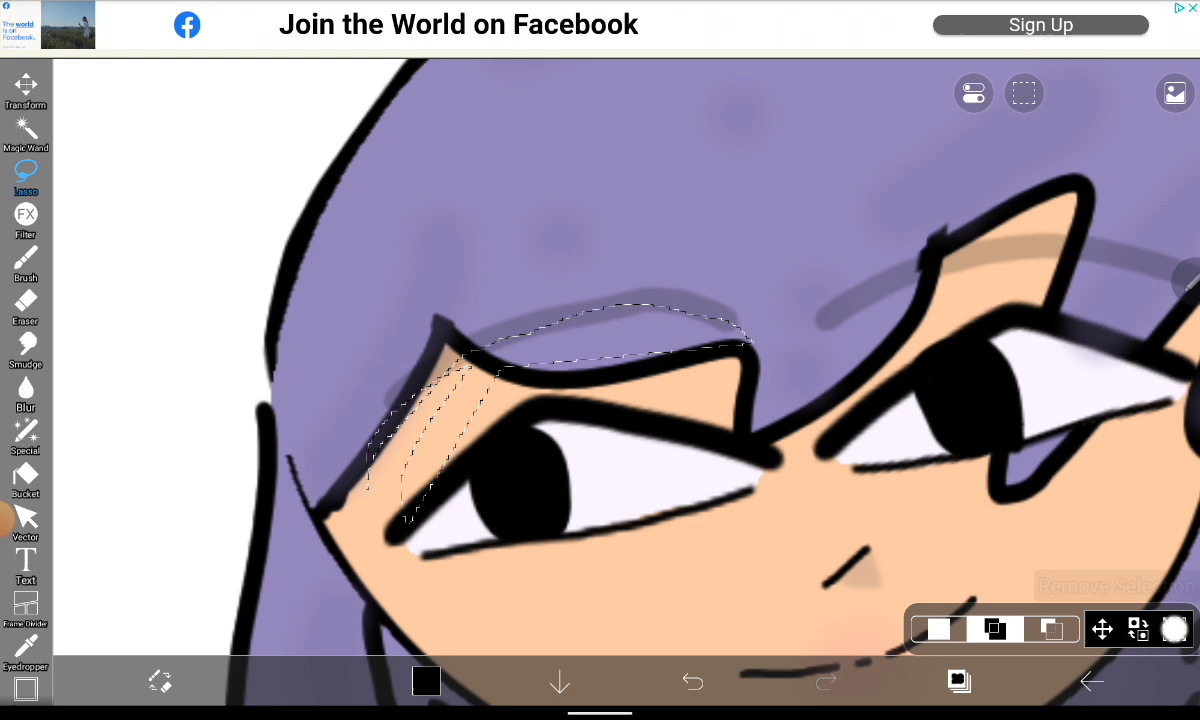 The world
is on
Facebook.
Join the World on Facebook
Sign Up
Transform
Magic Wand
Lasso
FX
Filter
Brush
Eraser
Smudge
Blur
Special
Bucket
Vector
T
Text
Frame Divider
Eyedropper
Remove Selection